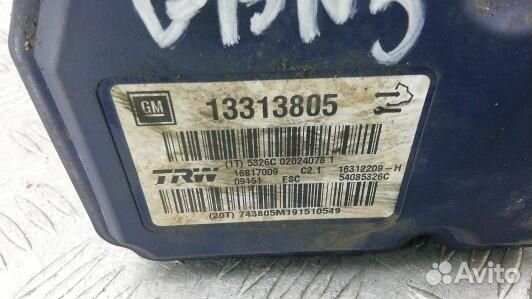 GM 13313805
(1T) 5326C 02024078 1
TRW 16817009 C2.1 16312209-H
09151 ESC 54085326C
(20T) 743805M191510549
Avito